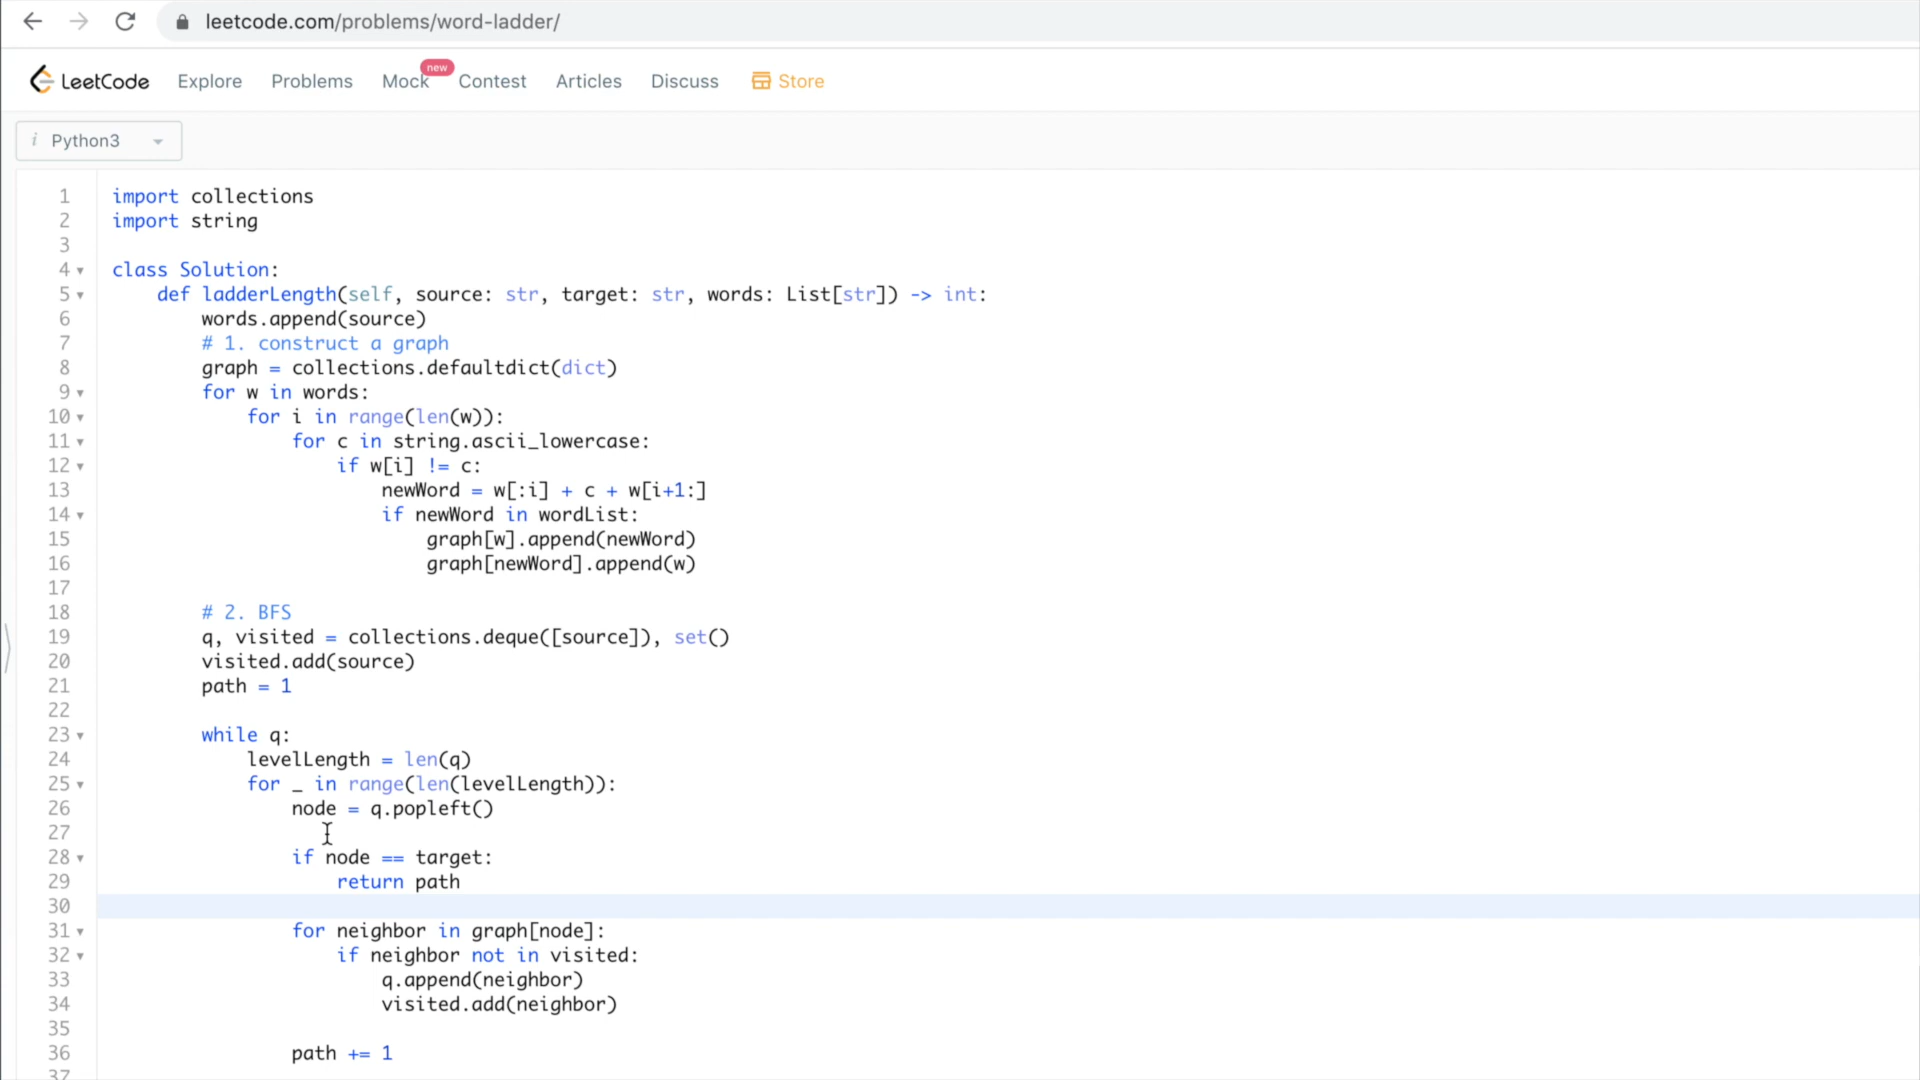 leetcode.com/problems/word-ladder/
LeetCode Explore Problems Mock new Contest Articles Discuss Store
i Python3
1 import collections
2 import string
3
4 class Solution:
5     def ladderLength(self, source: str, target: str, words: List[str]) -> int:
6         words.append(source)
7         # 1. construct a graph
8         graph = collections.defaultdict(dict)
9         for w in words:
10             for i in range(len(w)):
11                 for c in string.ascii_lowercase:
12                     if w[i] != c:
13                         newWord = w[:i] + c + w[i+1:]
14                         if newWord in wordList:
15                             graph[w].append(newWord)
16                             graph[newWord].append(w)
17
18         # 2. BFS
19         q, visited = collections.deque([source]), set()
20         visited.add(source)
21         path = 1
22
23         while q:
24             levelLength = len(q)
25             for _ in range(len(levelLength)):
26                 node = q.popleft()
27
28                 if node == target:
29                     return path
30
31                 for neighbor in graph[node]:
32                     if neighbor not in visited:
33                         q.append(neighbor)
34                         visited.add(neighbor)
35
36                 path += 1
37